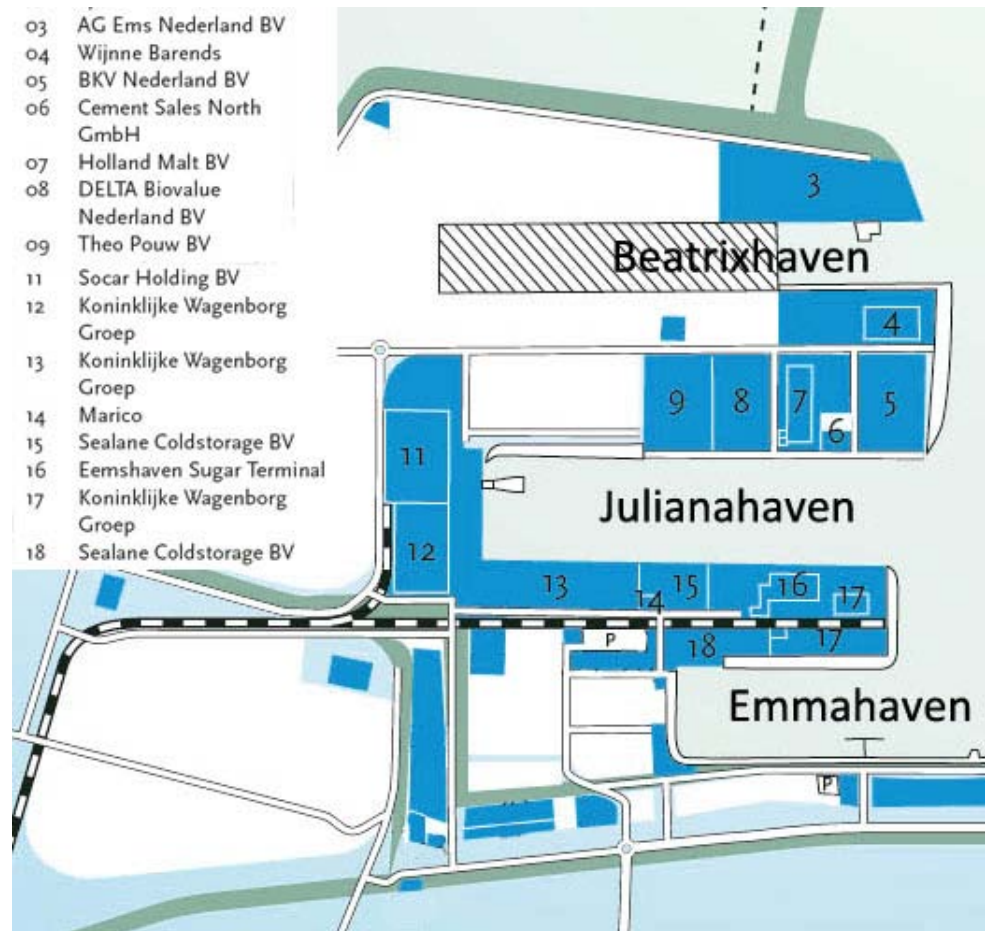 03 AG Ems Nederland BV
04 Wijnne Barends
05 BKV Nederland BV
06 Cement Sales North
GmbH
07 Holland Malt BV
08 DELTA Biovalue
Nederland BV
09 Theo Pouw BV
11 Socar Holding BV
12 Koninklijke Wagenborg
Groep
13 Koninklijke Wagenborg
Groep
14 Marico
15 Sealane Coldstorage BV
16 Eemshaven Sugar Terminal
17 Koninklijke Wagenborg
Groep
18 Sealane Coldstorage BV
3
Beatrixhaven
4
9
8
7
6
5
11
Julianahaven
12
13
14
15
16
17
P
18
17
Emmahaven
P